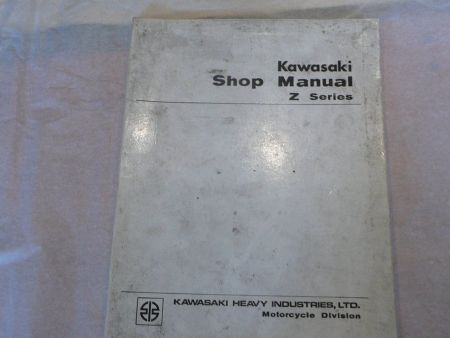 Kawasaki
Shop Manual
Z Series
KAWASAKI HEAVY INDUSTRIES, LTD.
Motorcycle Division